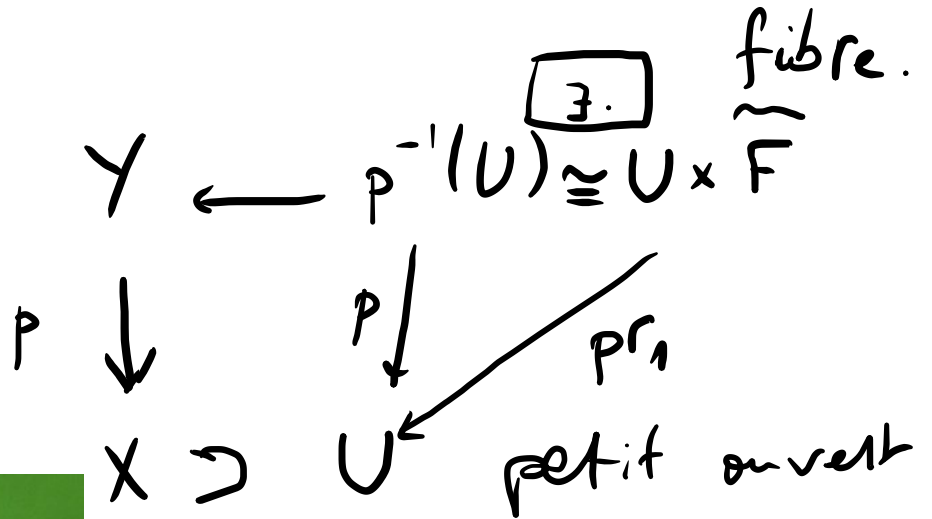 fibre.
∃.
Y ← p⁻¹(U) ≅ U × F
p ↓ p ↓ pr₁
X ⊃ U petit ouvert